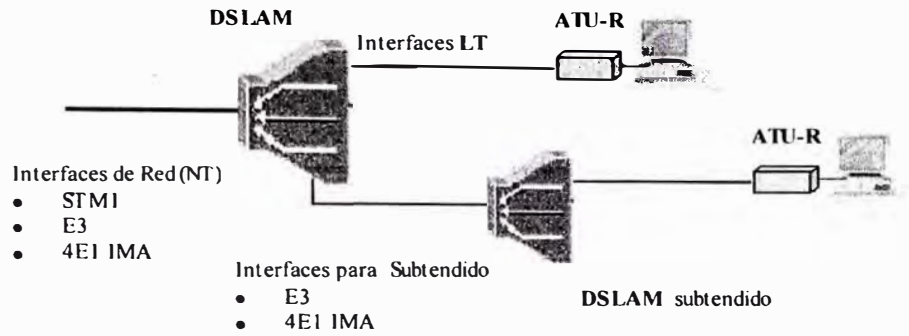 DSLAM
ATU-R
Interfaces LT
ATU-R
Interfaces de Red (NT)
• STM1
• E3
• 4E1 IMA
Interfaces para Subtendido
• E3
• 4E1 IMA
DSLAM subtendido